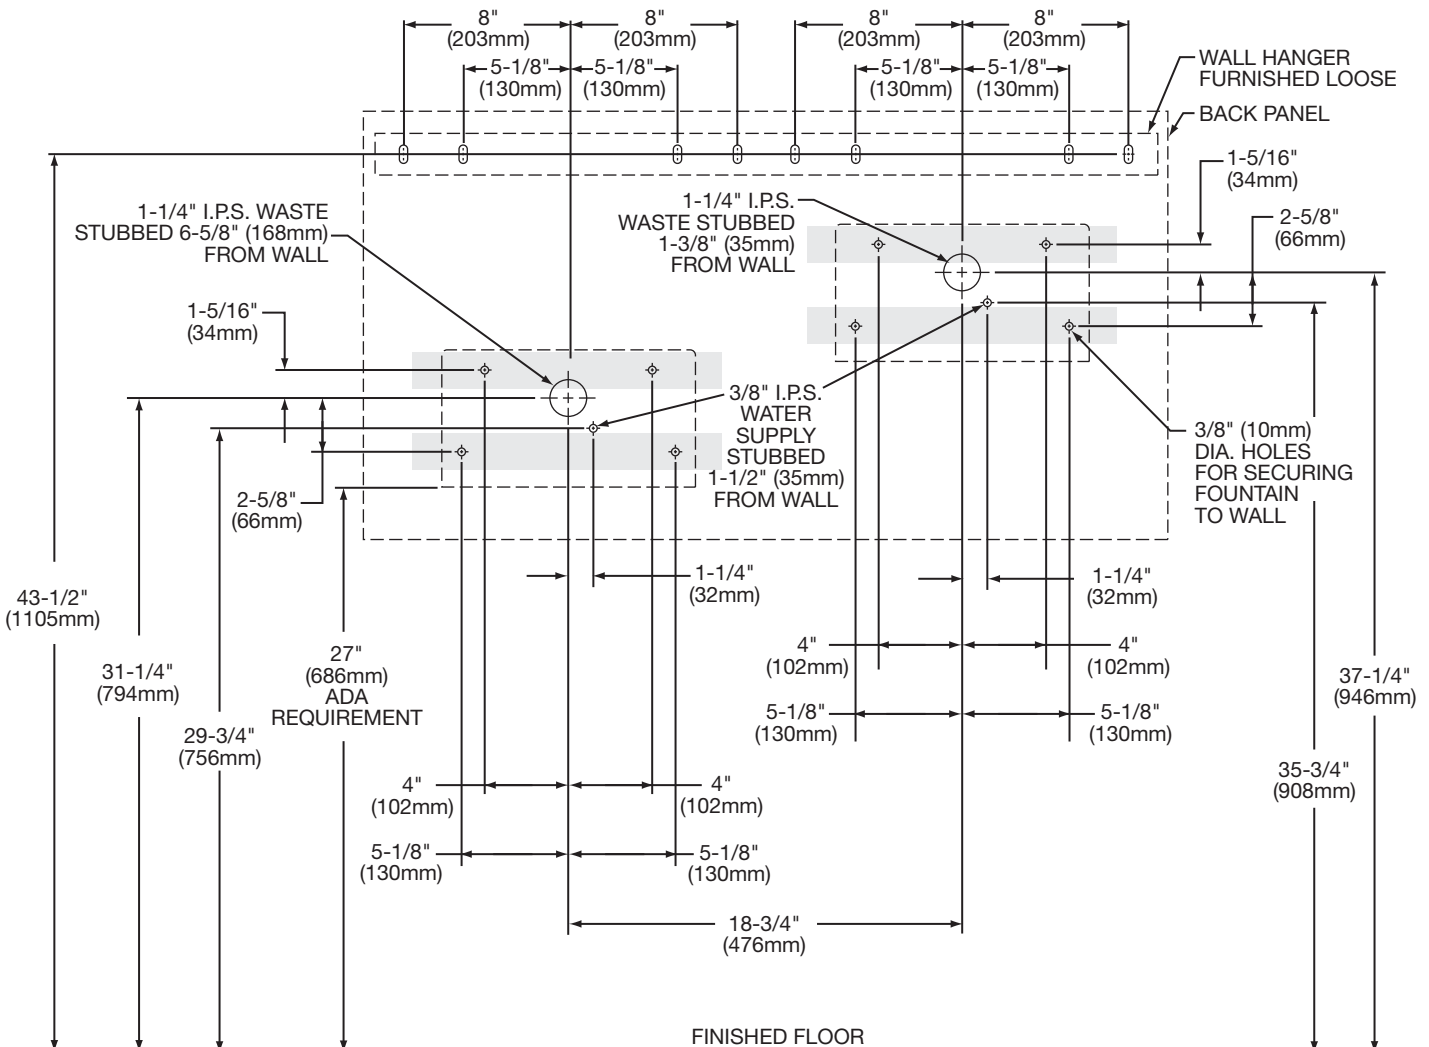 8"
(203mm)
8"
(203mm)
8"
(203mm)
8"
(203mm)
5-1/8"
(130mm)
5-1/8"
(130mm)
5-1/8"
(130mm)
5-1/8"
(130mm)
WALL HANGER
FURNISHED LOOSE
BACK PANEL
1-5/16"
(34mm)
2-5/8"
(66mm)
1-1/4" I.P.S. WASTE
STUBBED 6-5/8" (168mm)
FROM WALL
1-1/4" I.P.S.
WASTE STUBBED
1-3/8" (35mm)
FROM WALL
1-5/16"
(34mm)
3/8" I.P.S.
WATER
SUPPLY
STUBBED
1-1/2" (35mm)
FROM WALL
3/8" (10mm)
DIA. HOLES
FOR SECURING
FOUNTAIN
TO WALL
2-5/8"
(66mm)
1-1/4"
(32mm)
1-1/4"
(32mm)
43-1/2"
(1105mm)
31-1/4"
(794mm)
27"
(686mm)
ADA
REQUIREMENT
29-3/4"
(756mm)
4"
(102mm)
4"
(102mm)
37-1/4"
(946mm)
5-1/8"
(130mm)
5-1/8"
(130mm)
35-3/4"
(908mm)
4"
(102mm)
4"
(102mm)
5-1/8"
(130mm)
5-1/8"
(130mm)
18-3/4"
(476mm)
FINISHED FLOOR